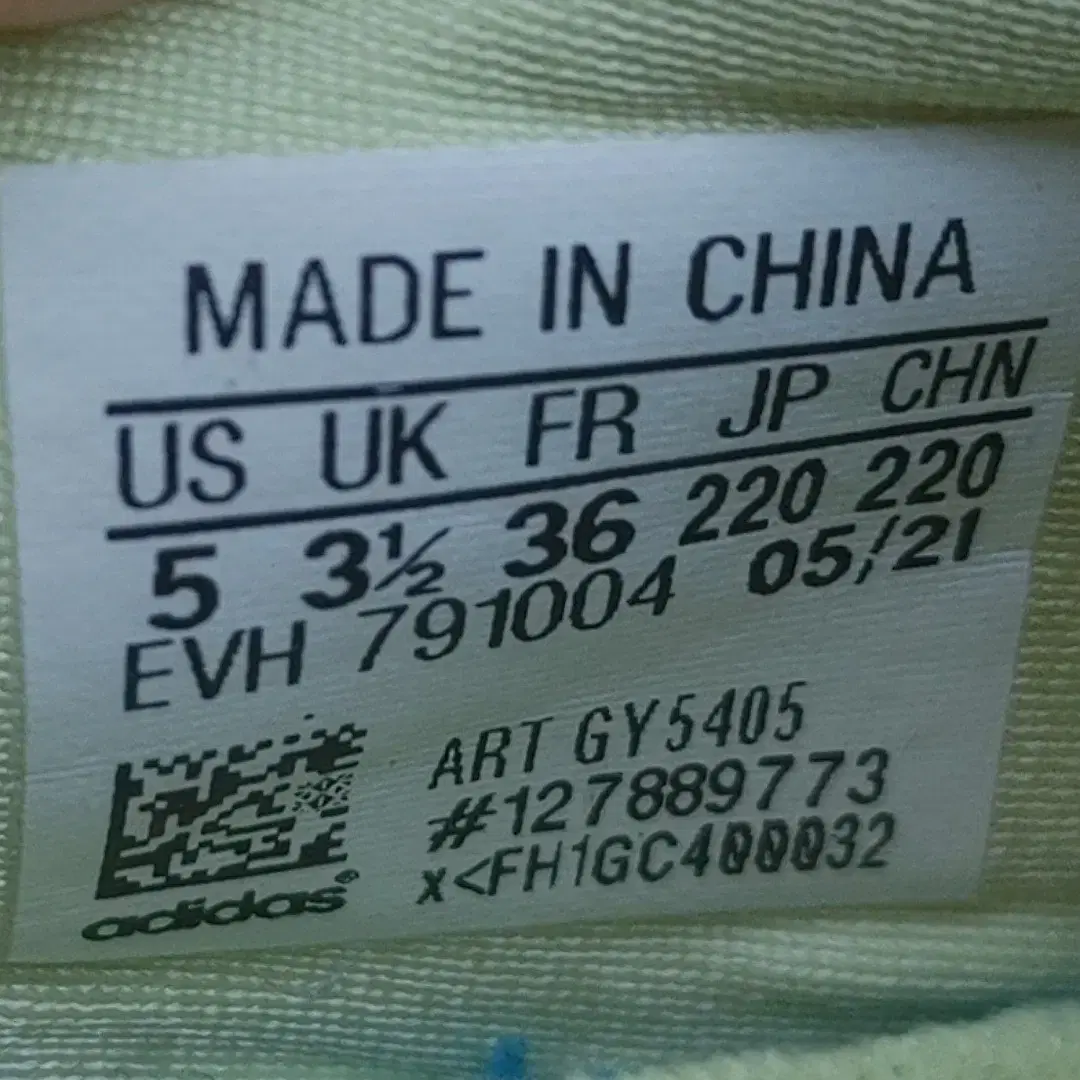 MADE IN CHINA
US UK FR JP CHN
5 3½ 36 220 220
EVH 791004 05/21
ART GY5405
#127889773
x<FH1GC400032
adidas®